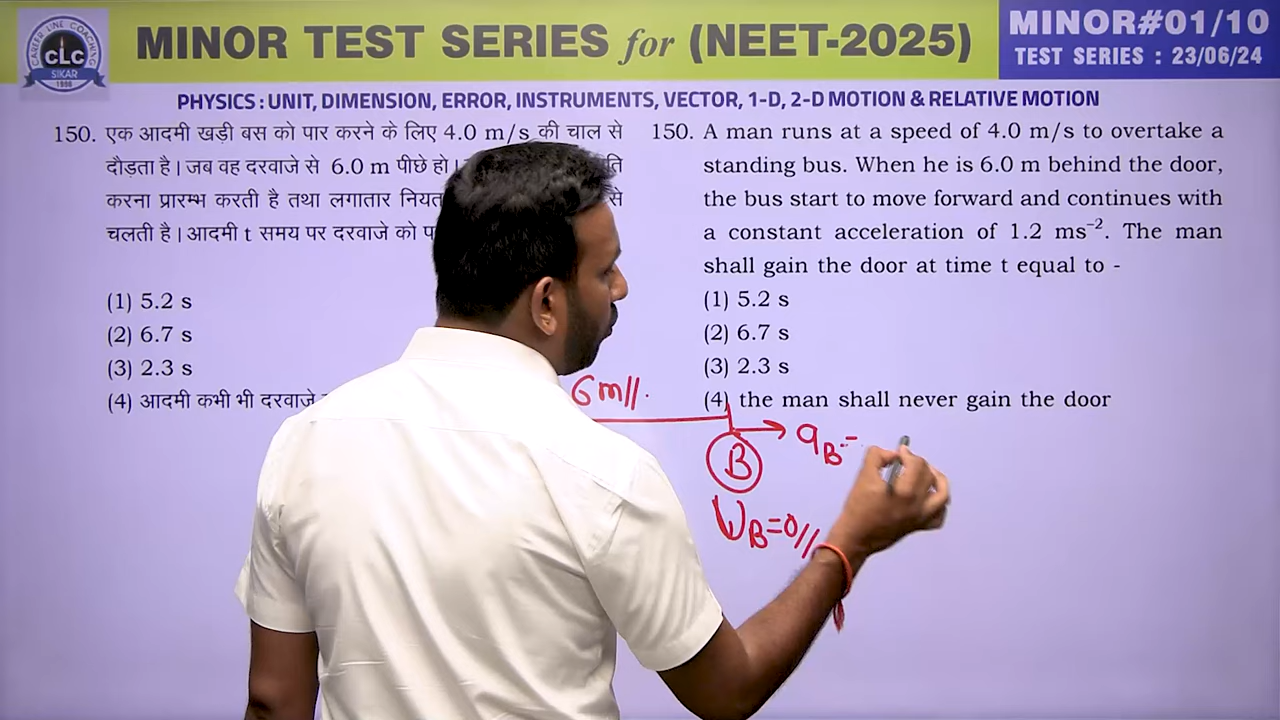 CAREER LINE COACHING
CLC
SIKAR
1996
MINOR TEST SERIES for (NEET-2025)
MINOR#01/10
TEST SERIES : 23/06/24
PHYSICS : UNIT, DIMENSION, ERROR, INSTRUMENTS, VECTOR, 1-D, 2-D MOTION & RELATIVE MOTION
150. एक आदमी खड़ी बस को पार करने के लिए 4.0 m/s की चाल से
दौड़ता है। जब वह दरवाजे से 6.0 m पीछे हो
करना प्रारम्भ करती है तथा लगातार नियत से
चलती है। आदमी t समय पर दरवाजे को
(1) 5.2 s
(2) 6.7 s
(3) 2.3 s
(4) आदमी कभी भी दरवाजे
150. A man runs at a speed of 4.0 m/s to overtake a
standing bus. When he is 6.0 m behind the door,
the bus start to move forward and continues with
a constant acceleration of 1.2 ms⁻². The man
shall gain the door at time t equal to -
(1) 5.2 s
(2) 6.7 s
(3) 2.3 s
(4) the man shall never gain the door
6m//.
B
a_B =
U_B=0//